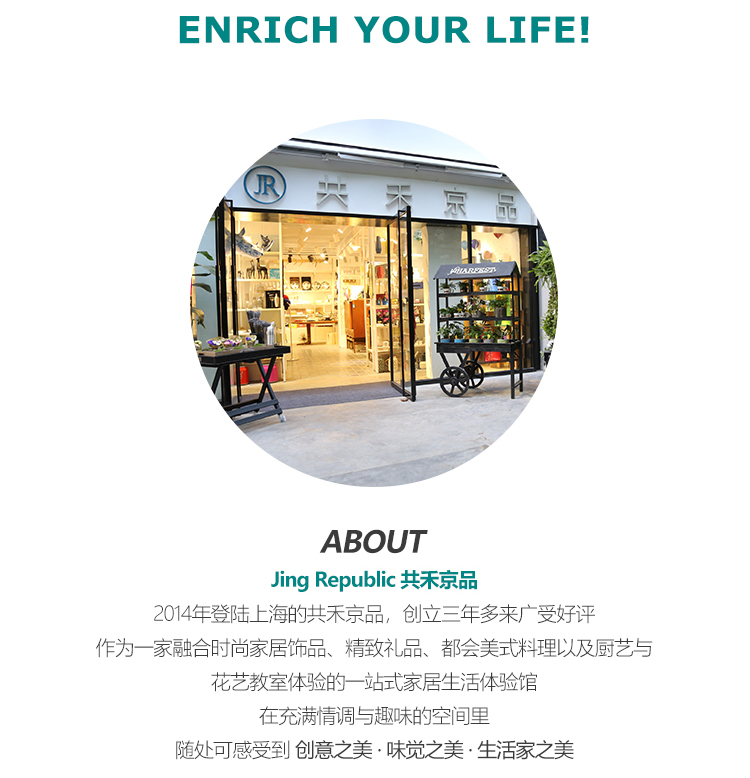 ENRICH YOUR LIFE!
JR 共禾京品
HARFEST
ABOUT
Jing Republic 共禾京品
2014年登陆上海的共禾京品，创立三年多来广受好评
作为一家融合时尚家居饰品、精致礼品、都会美式料理以及厨艺与
花艺教室体验的一站式家居生活体验馆
在充满情调与趣味的空间里
随处可感受到 创意之美 · 味觉之美 · 生活家之美